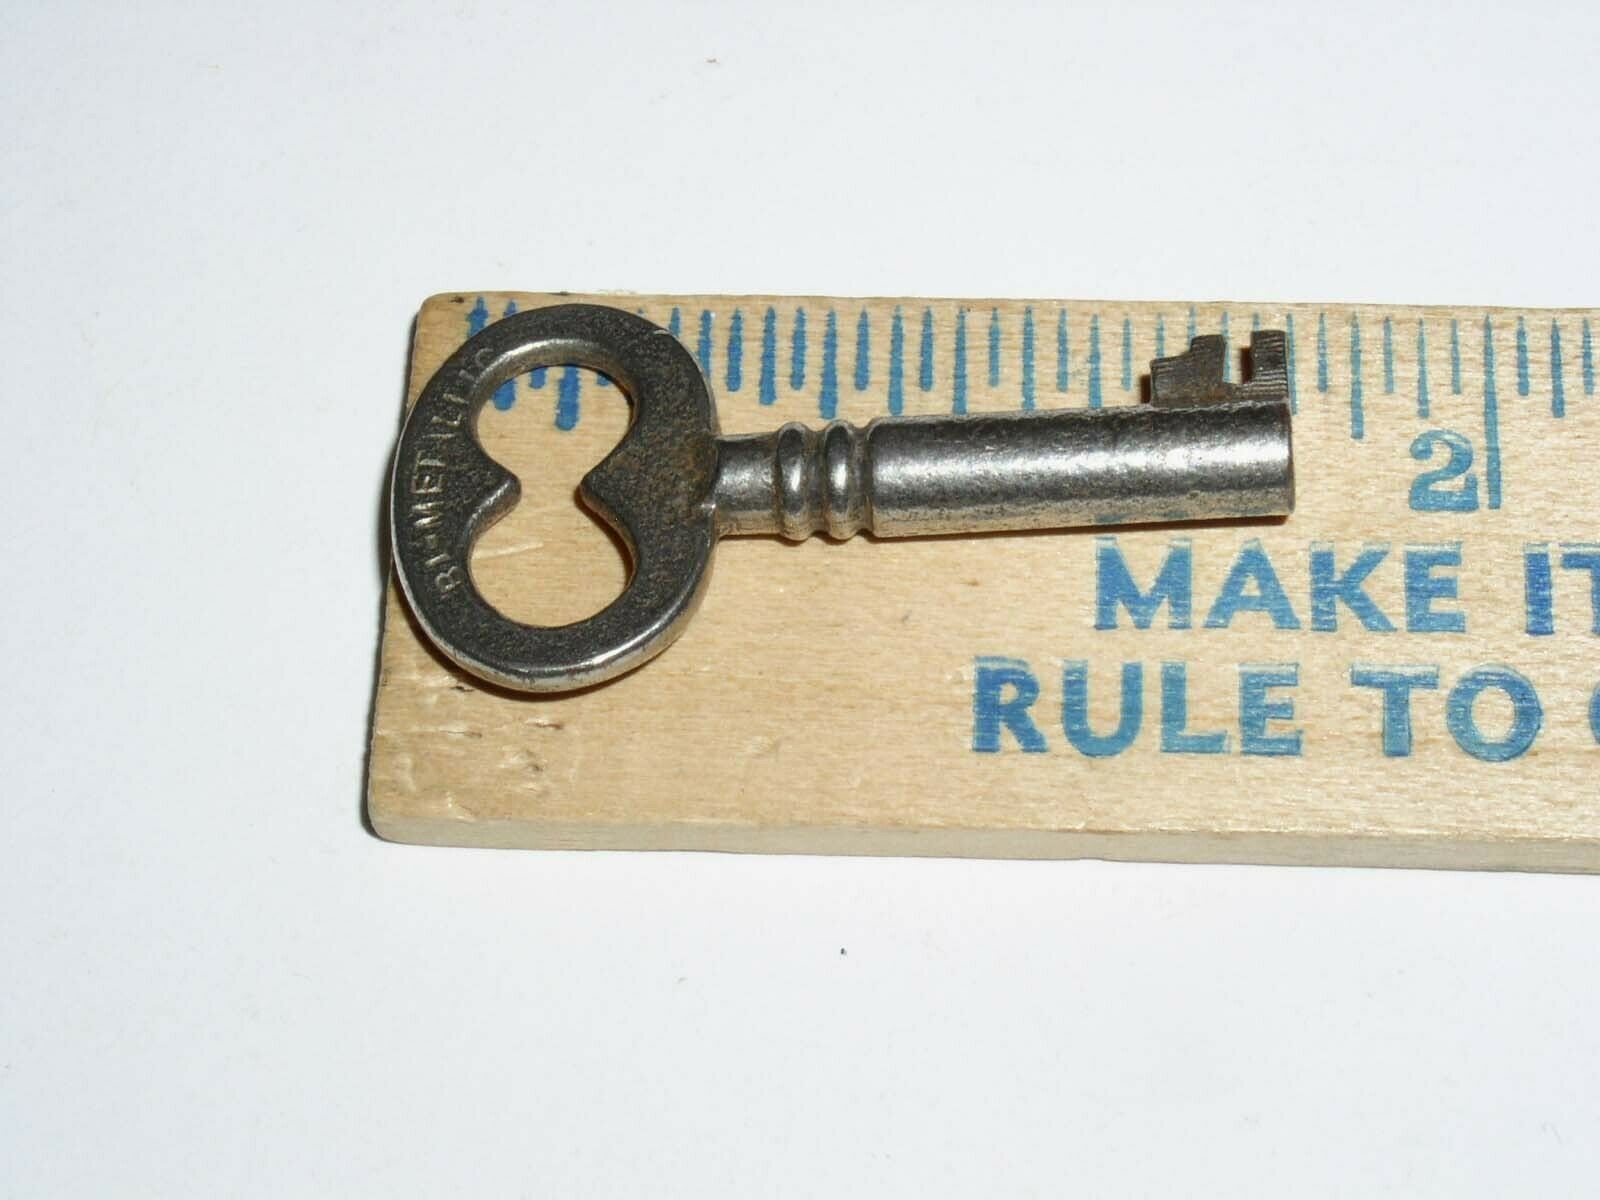 2
MAKE IT
RULE TO
BI-METALLIC